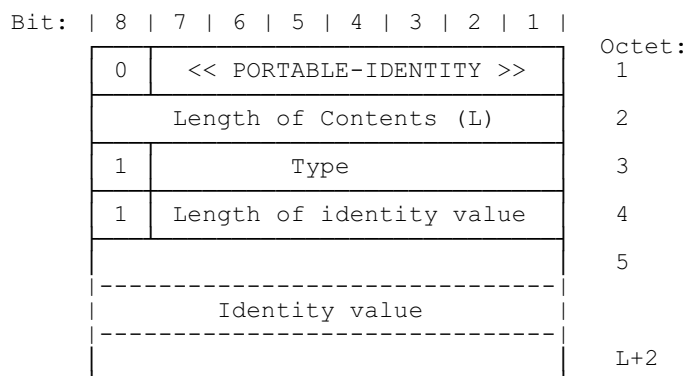 Bit: | 8 | 7 | 6 | 5 | 4 | 3 | 2 | 1 |
Octet:
0 << PORTABLE-IDENTITY >> 1
Length of Contents (L) 2
1 Type 3
1 Length of identity value 4
5
Identity value
L+2